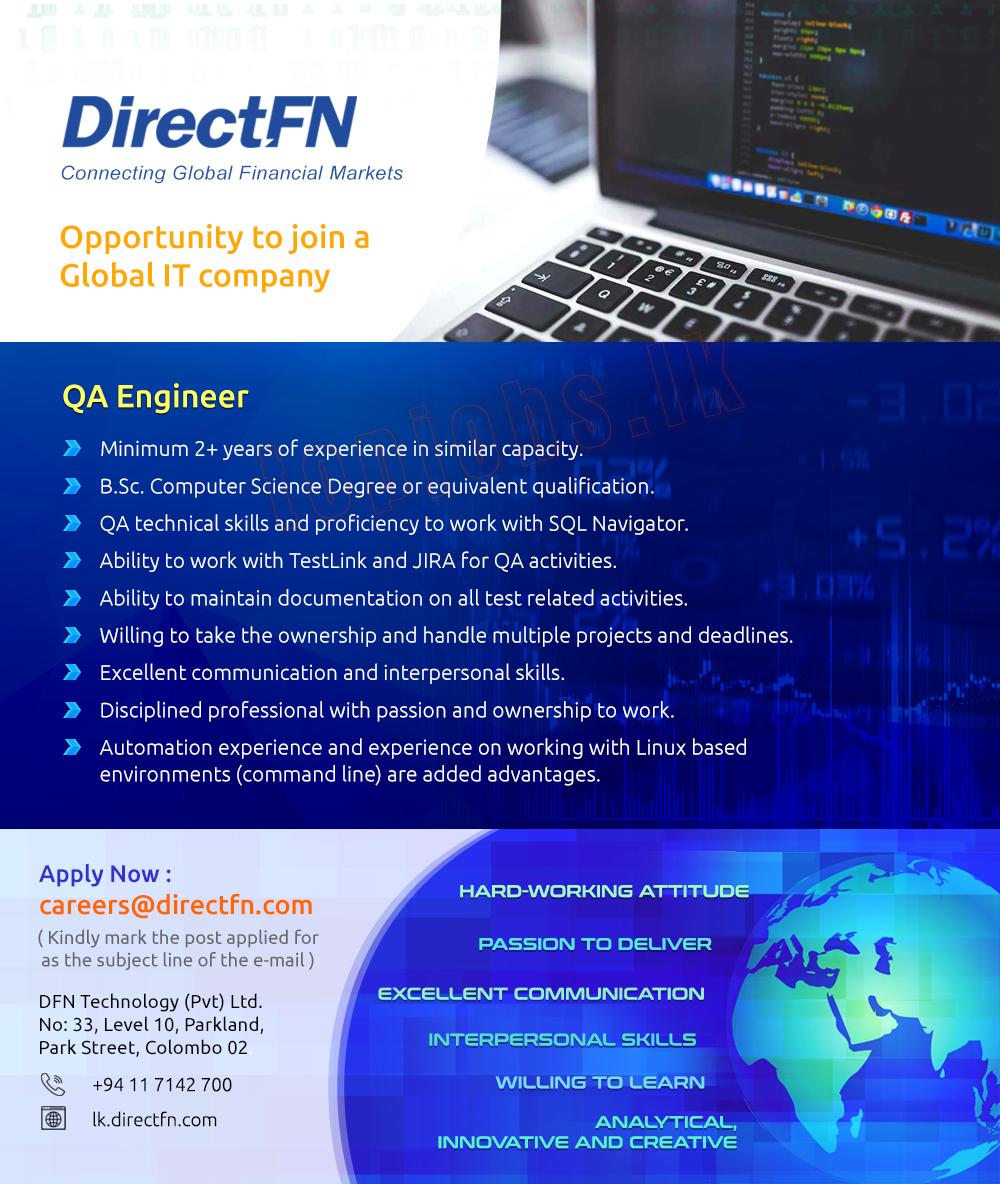 DirectFN
Connecting Global Financial Markets
Opportunity to join a
Global IT company
topjobs.lk
QA Engineer
Minimum 2+ years of experience in similar capacity.
B.Sc. Computer Science Degree or equivalent qualification.
QA technical skills and proficiency to work with SQL Navigator.
Ability to work with TestLink and JIRA for QA activities.
Ability to maintain documentation on all test related activities.
Willing to take the ownership and handle multiple projects and deadlines.
Excellent communication and interpersonal skills.
Disciplined professional with passion and ownership to work.
Automation experience and experience on working with Linux based
environments (command line) are added advantages.
Apply Now :
careers@directfn.com
( Kindly mark the post applied for
as the subject line of the e-mail )
DFN Technology (Pvt) Ltd.
No: 33, Level 10, Parkland,
Park Street, Colombo 02
+94 11 7142 700
lk.directfn.com
HARD-WORKING ATTITUDE
PASSION TO DELIVER
EXCELLENT COMMUNICATION
INTERPERSONAL SKILLS
WILLING TO LEARN
ANALYTICAL,
INNOVATIVE AND CREATIVE